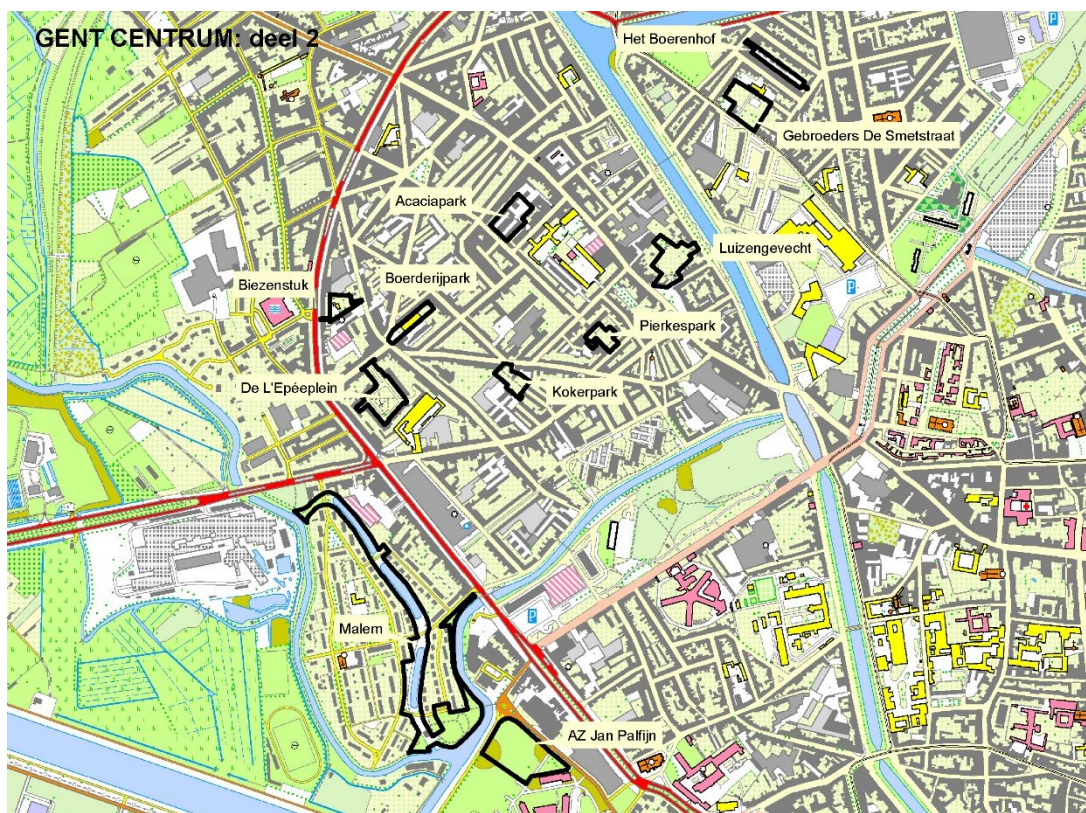 GENT CENTRUM: deel 2
Het Boerenhof
P
Gebroeders De Smetstraat
Acaciapark
Luizengevecht
Boerderijpark
Biezenstuk
P
Pierkespark
De L'Epéeplein
Kokerpark
Malem
P
AZ Jan Palfijn